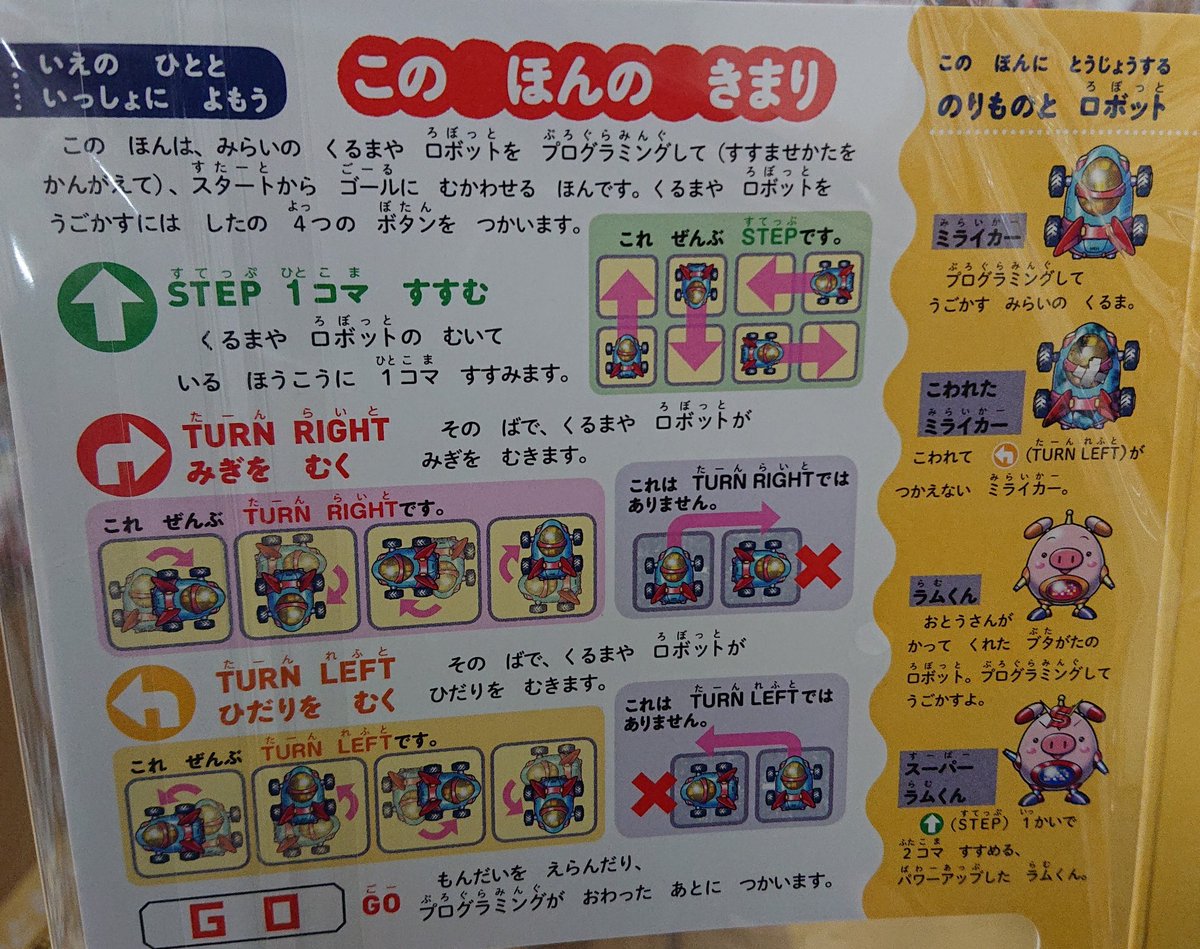 いえの ひとと
いっしょに よもう
この ほんの きまり
この ほんは、みらいの くるまや ロボットを プログラミングして(すすませかたを
かんがえて)、スタートから ゴールに むかわせる ほんです。くるまや ロボットを
うごかすには したの 4つの ボタンを つかいます。
STEP 1コマ すすむ
くるまや ロボットの むいて
いる ほうこうに 1コマ すすみます。
これ ぜんぶ STEPです。
TURN RIGHT
みぎを むく
その ばで、くるまや ロボットが
みぎを むきます。
これ ぜんぶ TURN RIGHTです。
これは TURN RIGHTでは
ありません。
TURN LEFT
ひだりを むく
その ばで、くるまや ロボットが
ひだりを むきます。
これ ぜんぶ TURN LEFTです。
これは TURN LEFTでは
ありません。
GO
GO
もんだいを えらんだり、
プログラミングが おわった あとに つかいます。
この ほんに とうじょうする
のりものと ロボット
ミライカー
プログラミングして
うごかす みらいの くるま。
こわれた
ミライカー
こわれて (TURN LEFT)が
つかえない ミライカー。
ラムくん
おとうさんが
かって くれた ブタがたの
ロボット。プログラミングして
うごかすよ。
スーパー
ラムくん
(STEP) 1かいで
2コマ すすめる、
パワーアップした ラムくん。